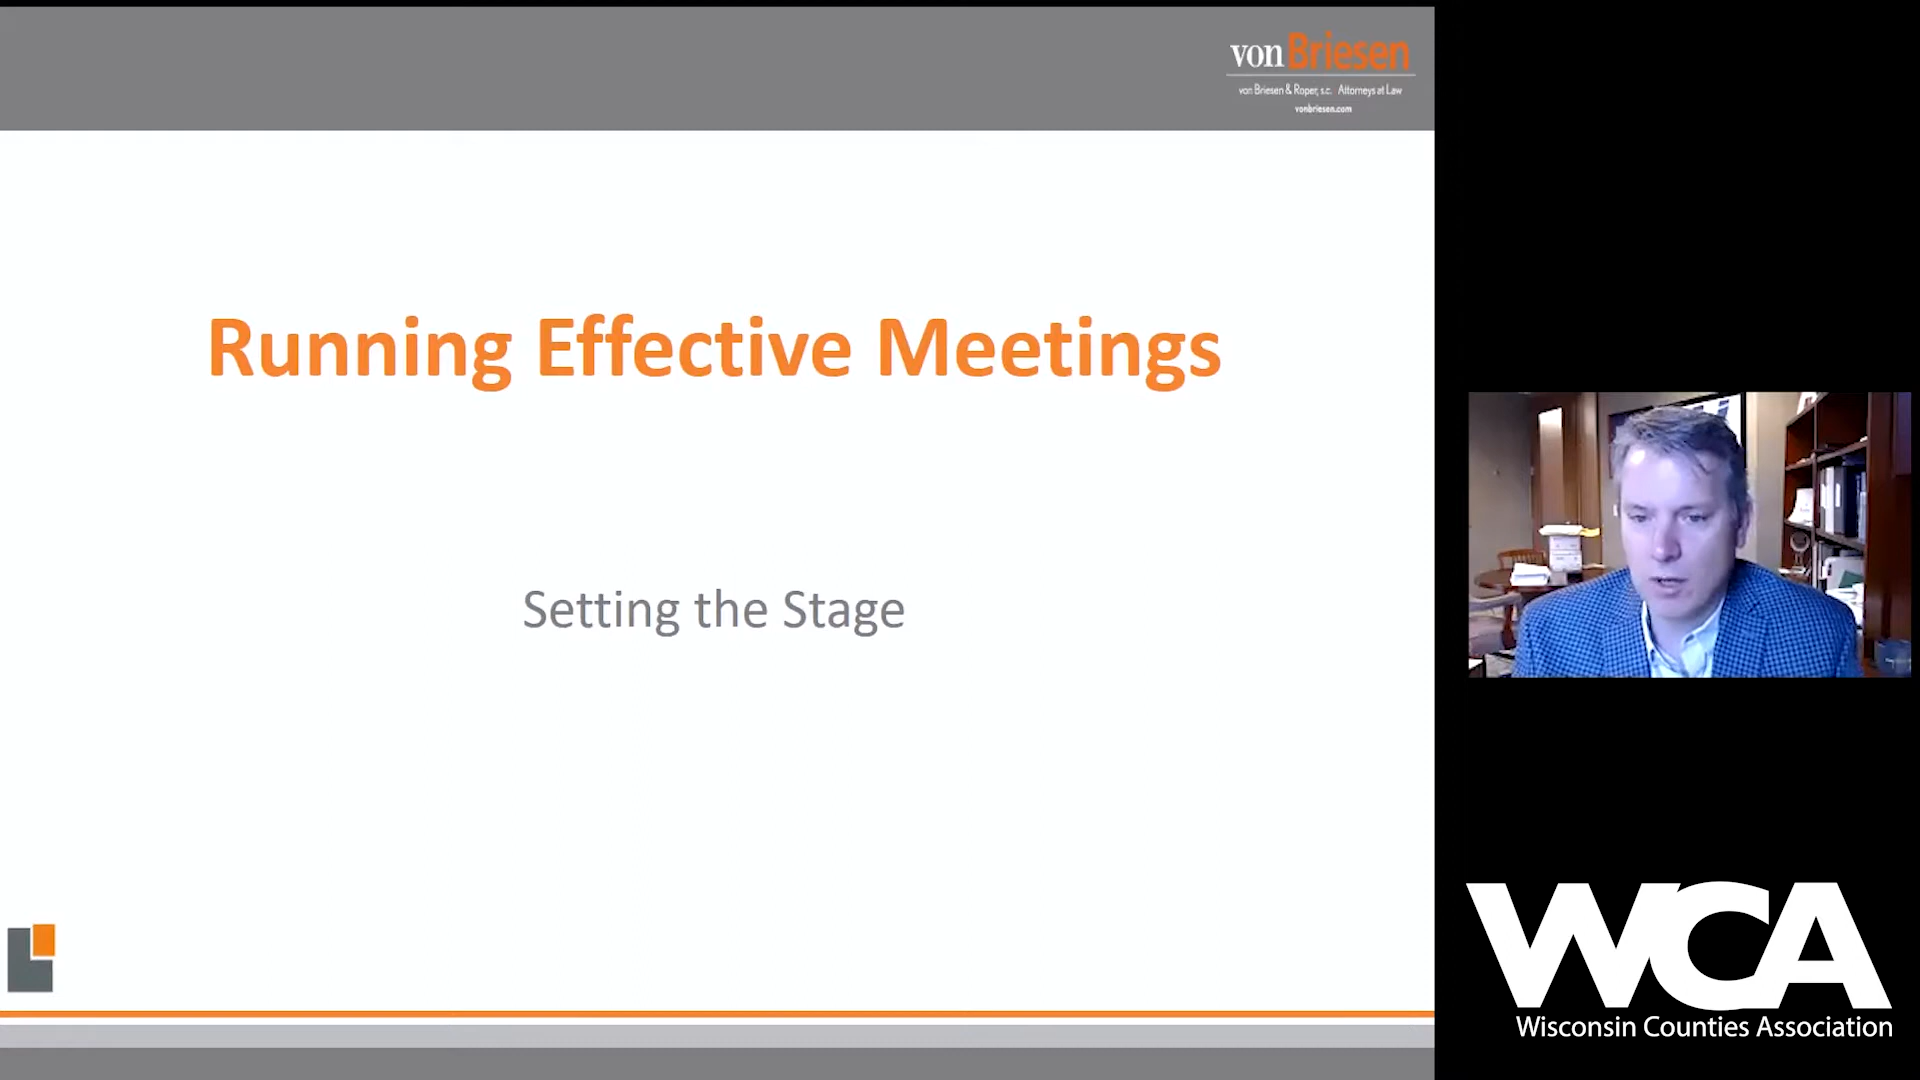 von Briesen
von Briesen & Roper, s.c. Attorneys at Law
vonbriesen.com
Running Effective Meetings
Setting the Stage
WCA
Wisconsin Counties Association